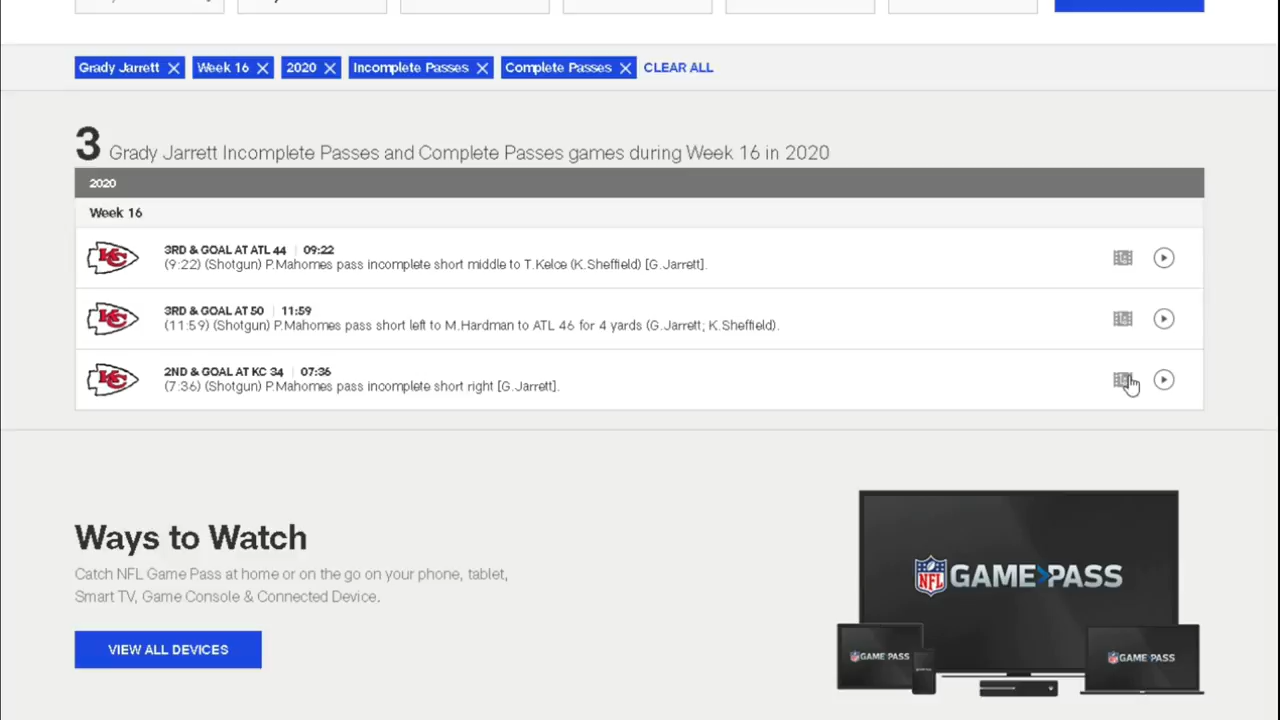 Grady Jarrett Week 16 2020 Incomplete Passes Complete Passes CLEAR ALL
3 Grady Jarrett Incomplete Passes and Complete Passes games during Week 16 in 2020
2020
Week 16
KC
3RD & GOAL AT ATL 44 | 09:22
(9:22) (Shotgun) P.Mahomes pass incomplete short middle to T.Kelce (K.Sheffield) [G.Jarrett].
KC
3RD & GOAL AT 50 | 11:59
(11:59) (Shotgun) P.Mahomes pass short left to M.Hardman to ATL 46 for 4 yards (G.Jarrett; K.Sheffield).
KC
2ND & GOAL AT KC 34 | 07:36
(7:36) (Shotgun) P.Mahomes pass incomplete short right [G.Jarrett].
Ways to Watch
Catch NFL Game Pass at home or on the go on your phone, tablet,
Smart TV, Game Console & Connected Device.
VIEW ALL DEVICES
NFL GAME PASS
NFL GAME PASS
NFL GAME PASS